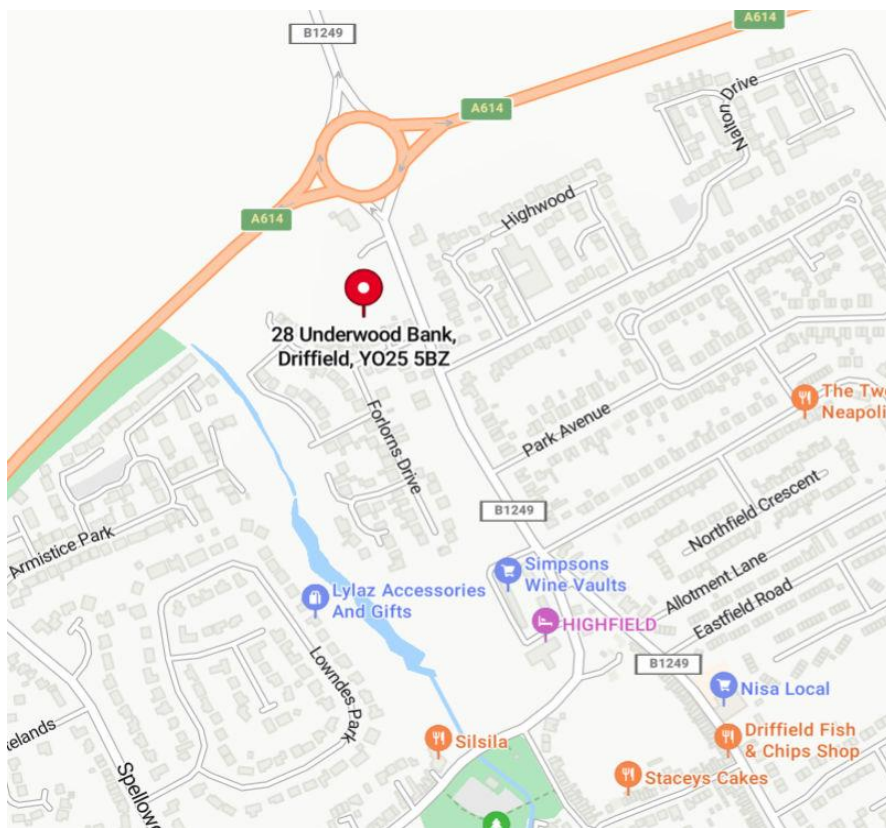 B1249
A614
A614
Nalton Drive
Highwood
A614
28 Underwood Bank,
Driffield, YO25 5BZ
The Two
Neapoli
Park Avenue
Forlorns Drive
Northfield Crescent
B1249
Armistice Park
Simpsons
Wine Vaults
Allotment Lane
Lylaz Accessories
And Gifts
Eastfield Road
HIGHFIELD
B1249
Lowndes Park
Nisa Local
elands
Silsila
Driffield Fish
& Chips Shop
Spellow
Staceys Cakes